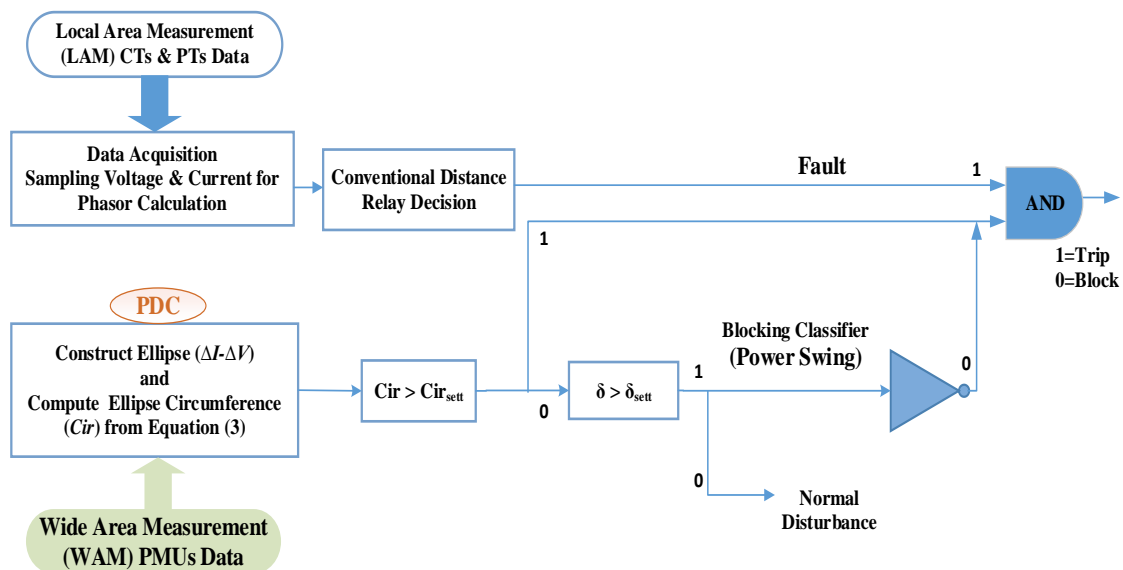 Local Area Measurement
(LAM) CTs & PTs Data
Data Acquisition
Sampling Voltage & Current for
Phasor Calculation
Conventional Distance
Relay Decision
Fault
1
AND
1
1=Trip
0=Block
PDC
Construct Ellipse (ΔI-ΔV)
and
Compute Ellipse Circumference
(Cir) from Equation (3)
Cir > Cirsett
0
δ > δsett
1
Blocking Classifier
(Power Swing)
0
0
Normal
Disturbance
Wide Area Measurement
(WAM) PMUs Data